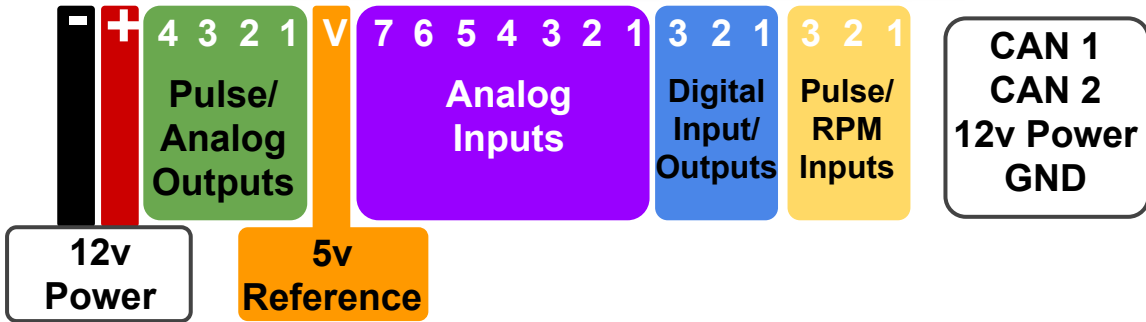 - + 4 3 2 1 V 7 6 5 4 3 2 1 3 2 1 3 2 1
Pulse/
Analog
Outputs
Analog
Inputs
Digital
Input/
Outputs
Pulse/
RPM
Inputs
CAN 1
CAN 2
12v Power
GND
12v
Power
5v
Reference